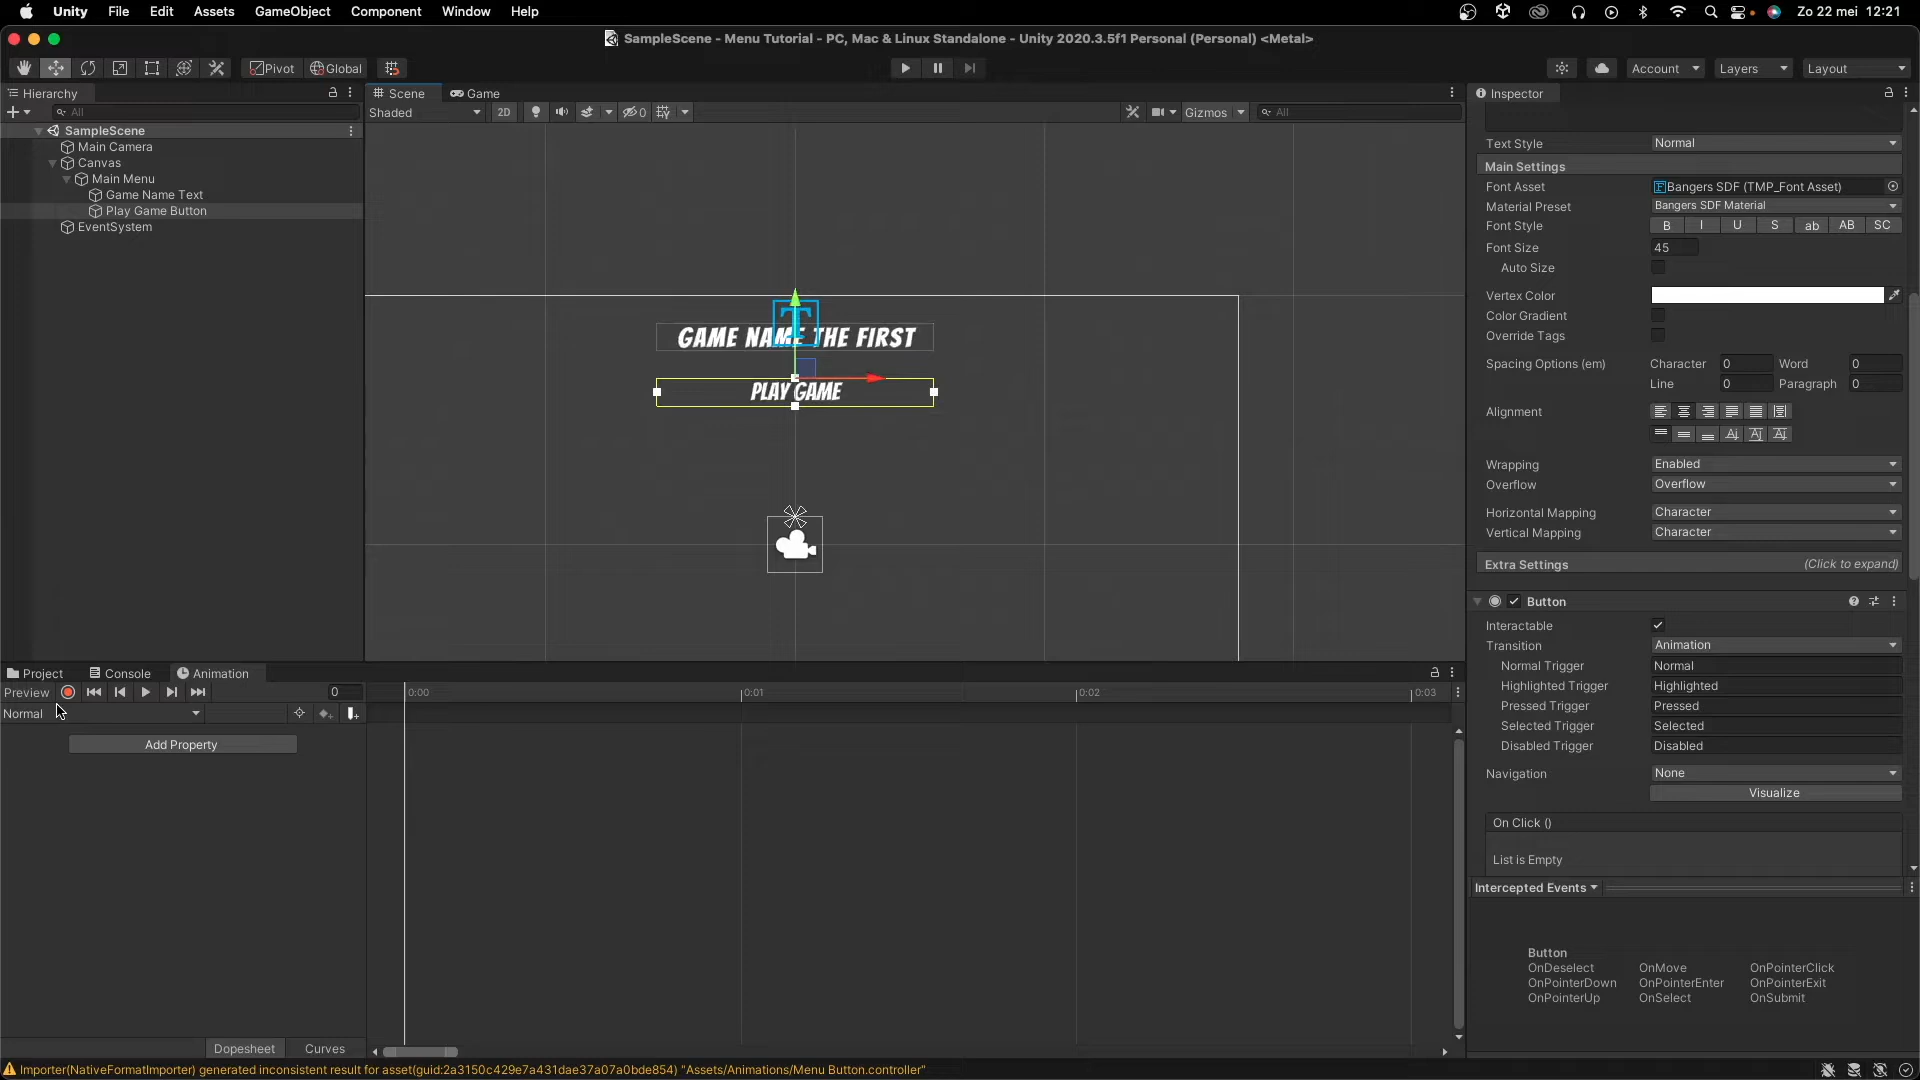 Unity File Edit Assets GameObject Component Window Help Zo 22 mei 12:21
SampleScene - Menu Tutorial - PC, Mac & Linux Standalone - Unity 2020.3.5f1 Personal (Personal) <Metal>
Pivot Global Account Layers Layout
Hierarchy
All
SampleScene
Main Camera
Canvas
Main Menu
Game Name Text
Play Game Button
EventSystem
Scene Game
Shaded 2D 0 Gizmos All
GAME NAME THE FIRST
PLAY GAME
Inspector
Text Style Normal
Main Settings
Font Asset Bangers SDF (TMP_Font Asset)
Material Preset Bangers SDF Material
Font Style B I U S ab AB SC
Font Size 45
Auto Size
Vertex Color
Color Gradient
Override Tags
Spacing Options (em) Character 0 Word 0
Line 0 Paragraph 0
Alignment
Wrapping Enabled
Overflow Overflow
Horizontal Mapping Character
Vertical Mapping Character
Extra Settings (Click to expand)
Button
Interactable
Transition Animation
Normal Trigger Normal
Highlighted Trigger Highlighted
Pressed Trigger Pressed
Selected Trigger Selected
Disabled Trigger Disabled
Navigation None
Visualize
On Click ()
List is Empty
Intercepted Events
Button
OnDeselect OnMove OnPointerClick
OnPointerDown OnPointerEnter OnPointerExit
OnPointerUp OnSelect OnSubmit
Project Console Animation
Preview 0 0:00 0:01 0:02 0:03
Normal
Add Property
Dopesheet Curves
Importer(NativeFormatImporter) generated inconsistent result for asset(guid:2a3150c429e7a431dae37a07a0bde854) "Assets/Animations/Menu Button.controller"